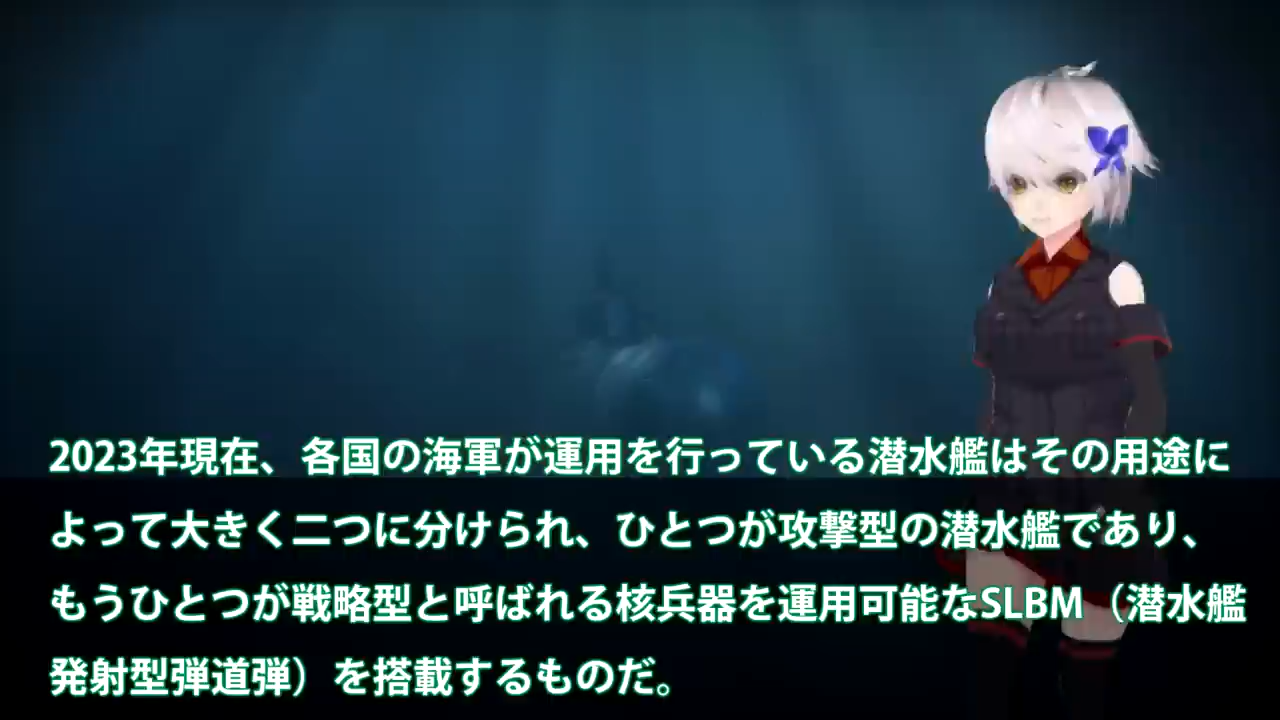 2023年現在、各国の海軍が運用を行っている潜水艦はその用途に
よって大きく二つに分けられ、ひとつが攻撃型の潜水艦であり、
もうひとつが戦略型と呼ばれる核兵器を運用可能なSLBM（潜水艦
発射型弾道弾）を搭載するものだ。